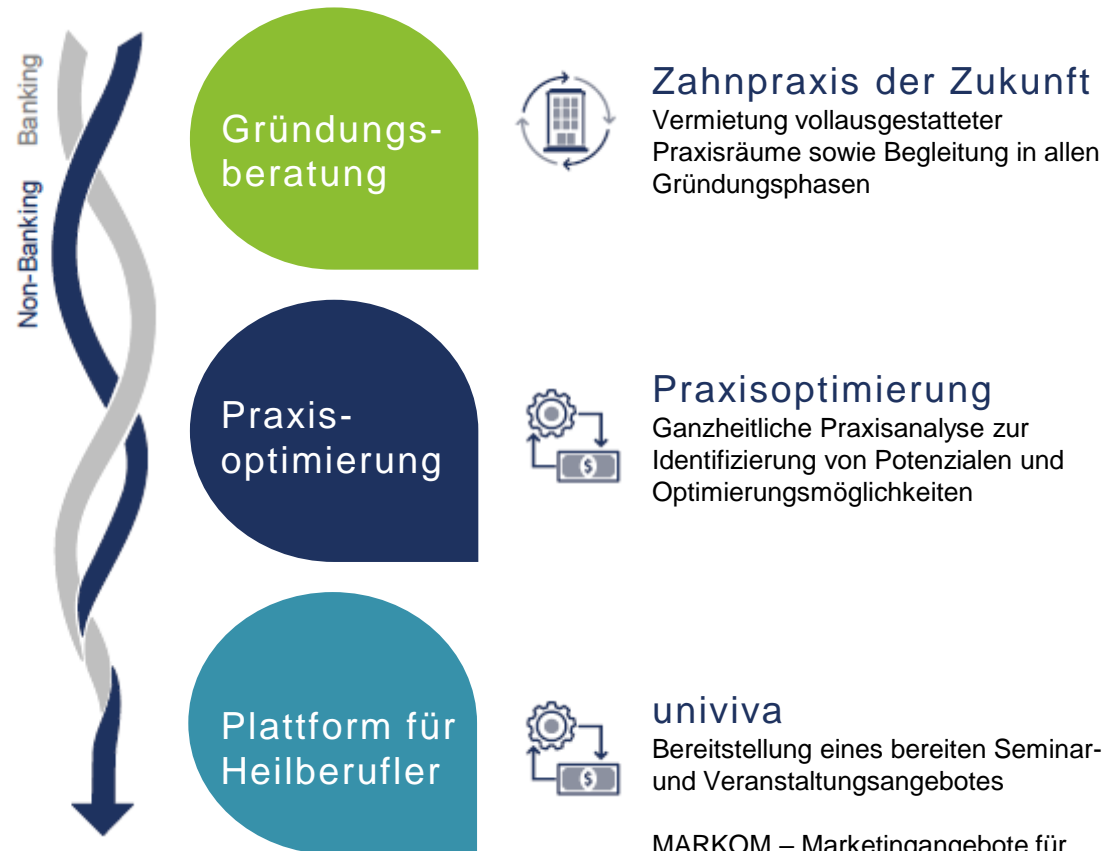 Banking
Non-Banking
Gründungs-
beratung
Zahnpraxis der Zukunft
Vermietung vollausgestatteter
Praxisräume sowie Begleitung in allen
Gründungsphasen
Praxis-
optimierung
Praxisoptimierung
Ganzheitliche Praxisanalyse zur
Identifizierung von Potenzialen und
Optimierungsmöglichkeiten
Plattform für
Heilberufler
univiva
Bereitstellung eines bereiten Seminar-
und Veranstaltungsangebotes
MARKOM – Marketingangebote für